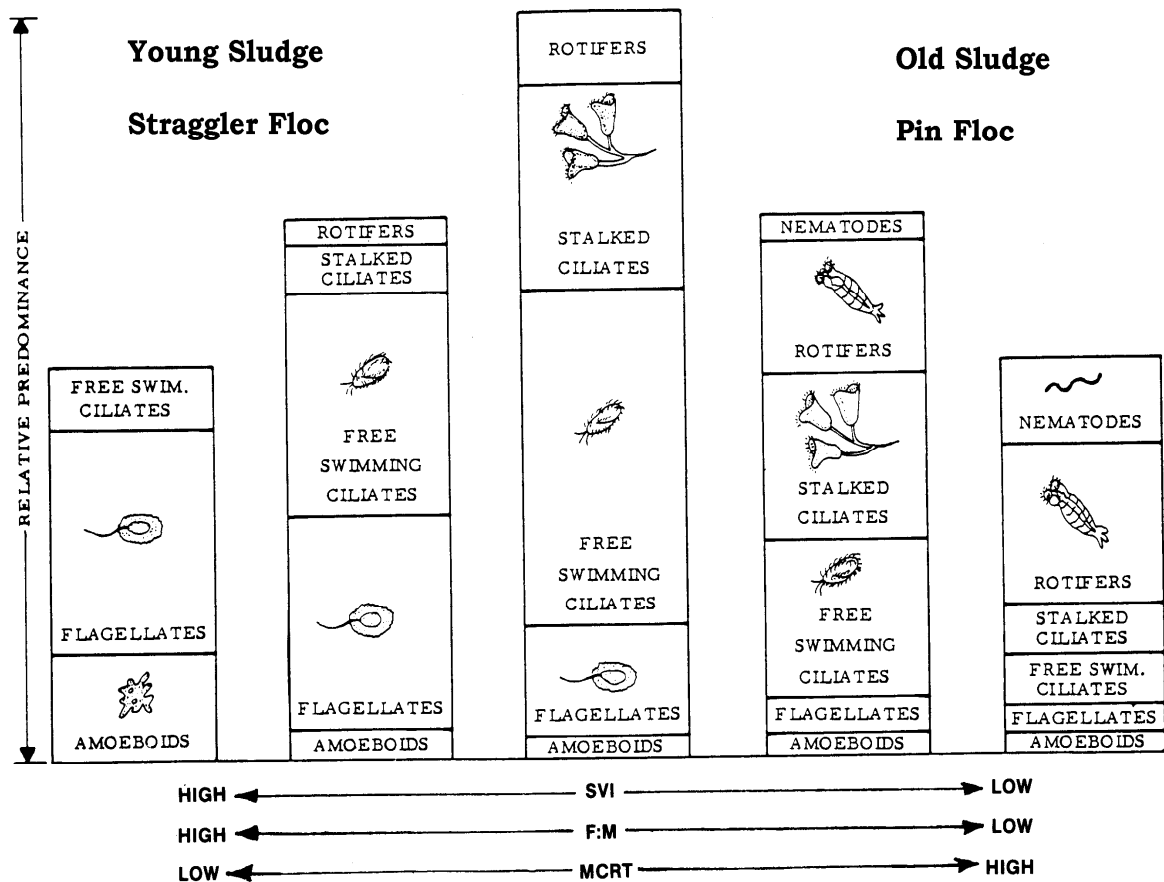 Young Sludge
Straggler Floc
Old Sludge
Pin Floc
RELATIVE PREDOMINANCE
FREE SWIM.
CILIATES
FLAGELLATES
AMOEBOIDS
ROTIFERS
STALKED
CILIATES
FREE
SWIMMING
CILIATES
FLAGELLATES
AMOEBOIDS
ROTIFERS
STALKED
CILIATES
FREE
SWIMMING
CILIATES
FLAGELLATES
AMOEBOIDS
NEMATODES
ROTIFERS
STALKED
CILIATES
FREE
SWIMMING
CILIATES
FLAGELLATES
AMOEBOIDS
NEMATODES
ROTIFERS
STALKED
CILIATES
FREE SWIM.
CILIATES
FLAGELLATES
AMOEBOIDS
HIGH SVI LOW
HIGH F:M LOW
LOW MCRT HIGH